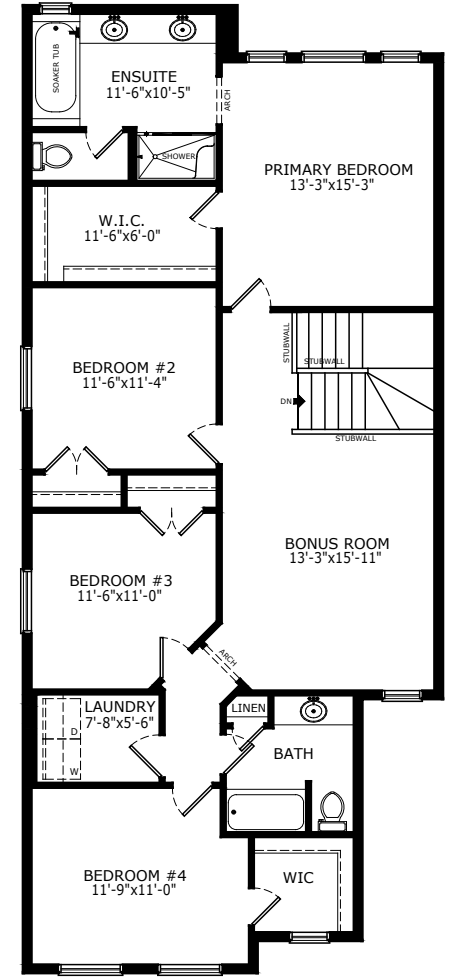 SOAKER TUB
ENSUITE
11'-6"x10'-5"
ARCH
SHOWER
PRIMARY BEDROOM
13'-3"x15'-3"
W.I.C.
11'-6"x6'-0"
STUBWALL
STUBWALL
BEDROOM #2
11'-6"x11'-4"
DN
STUBWALL
BONUS ROOM
13'-3"x15'-11"
BEDROOM #3
11'-6"x11'-0"
ARCH
LAUNDRY
7'-8"x5'-6"
D
W
LINEN
BATH
BEDROOM #4
11'-9"x11'-0"
WIC